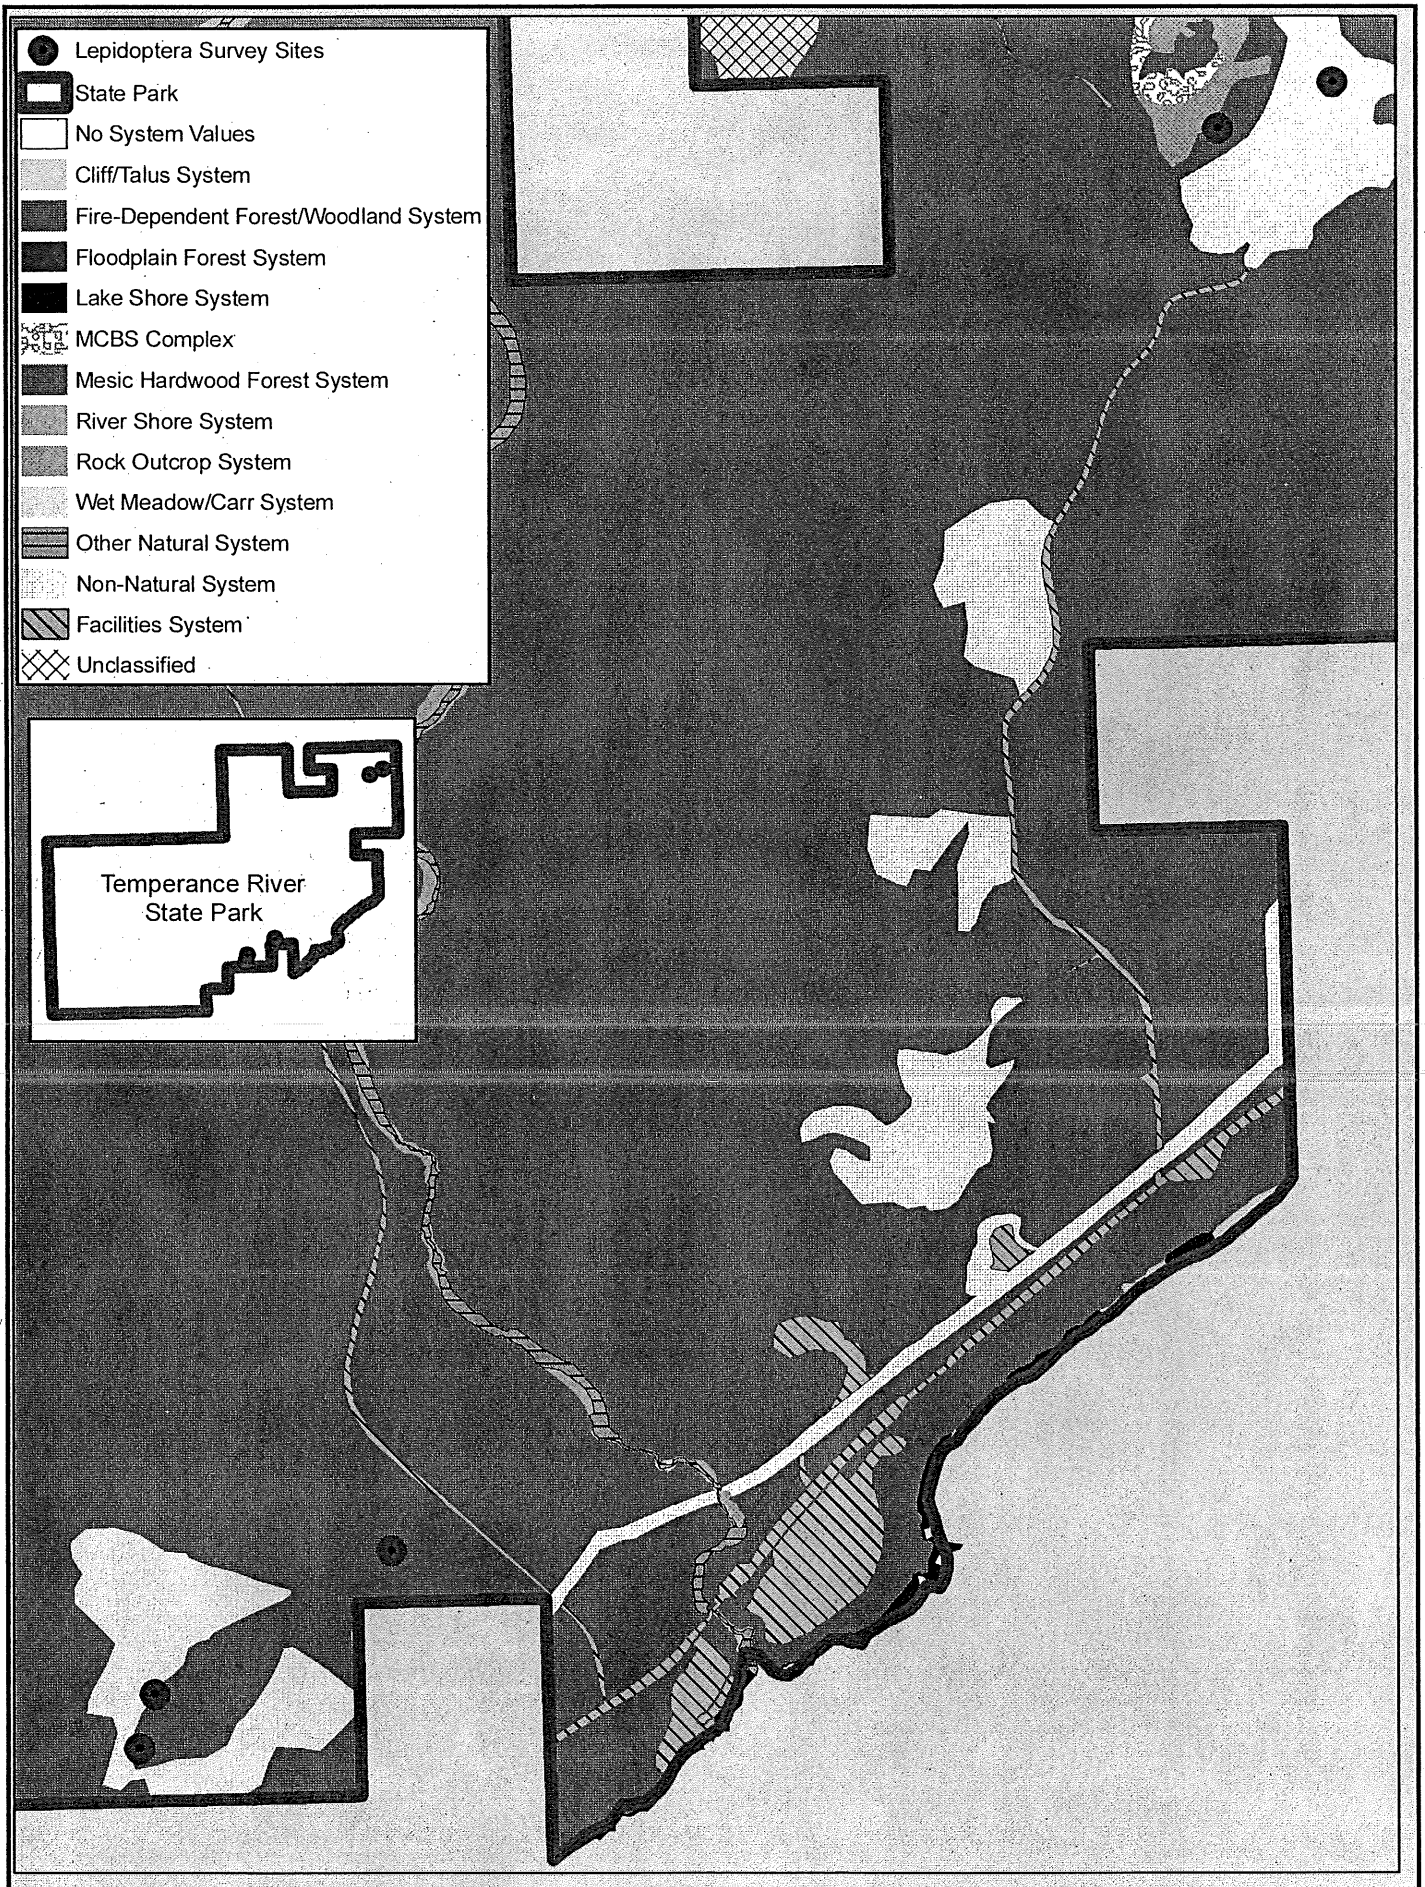 Lepidoptera Survey Sites
State Park
No System Values
Cliff/Talus System
Fire-Dependent Forest/Woodland System
Floodplain Forest System
Lake Shore System
MCBS Complex
Mesic Hardwood Forest System
River Shore System
Rock Outcrop System
Wet Meadow/Carr System
Other Natural System
Non-Natural System
Facilities System
Unclassified
Temperance River
State Park